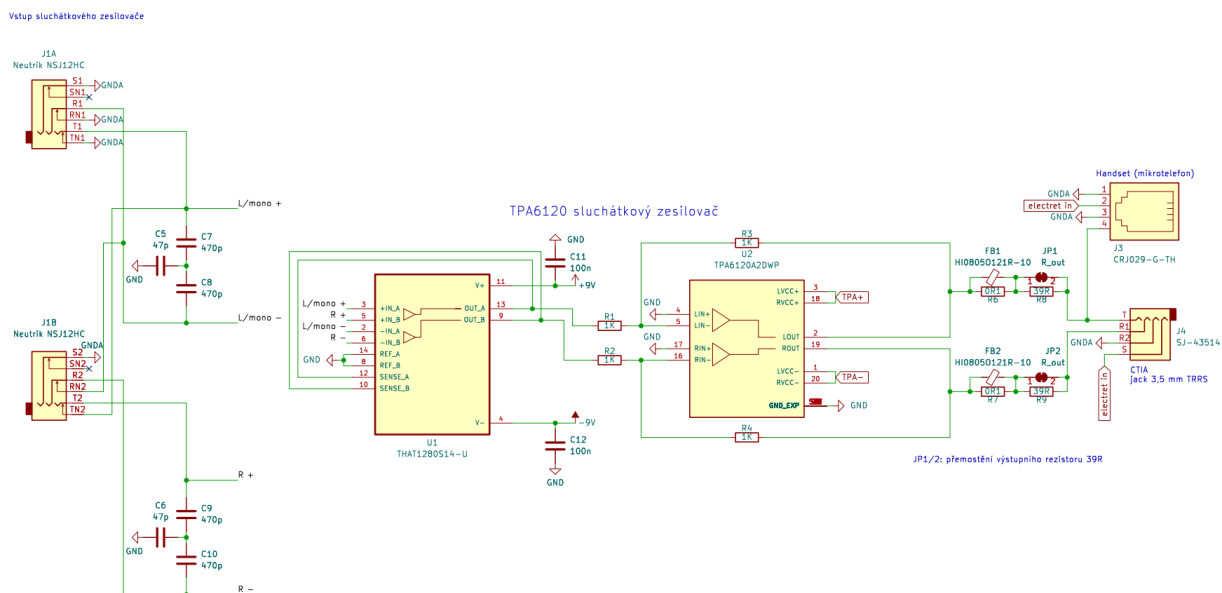 Vstup sluchátkového zesilovače
J1A
Neutrik NSJ12HC
S1
GNDA
SN1
R1
RN1
GNDA
T1
TN1
GNDA
L/mono +
C5
47p
C7
470p
GND
C8
470p
L/mono -
J1B
Neutrik NSJ12HC
GNDA
S2
SN2
R2
RN2
T2
TN2
R +
C6
47p
C9
470p
GND
C10
470p
R -
TPA6120 sluchátkový zesilovač
GND
C11
100n
+9V
11
V+
L/mono +
3
+IN_A
R +
5
+IN_B
L/mono -
2
-IN_A
R -
6
-IN_B
14
REF_A
GND
8
REF_B
12
SENSE_A
10
SENSE_B
OUT_A
13
OUT_B
9
V-
4
-9V
C12
100n
GND
U1
THAT1280S14-U
R1
1K
R2
1K
R3
1K
U2
TPA6120A2DWP
GND
4
LIN+
5
LIN-
GND
17
RIN+
16
RIN-
LVCC+
3
RVCC+
18
TPA+
LOUT
2
ROUT
19
LVCC-
1
RVCC-
20
TPA-
GND_EXP
GND
R4
1K
FB1
HI0805O121R-10
0R1
R6
JP1
R_out
1
2
39R
R8
FB2
HI0805O121R-10
0R1
R7
JP2
R_out
1
2
39R
R9
JP1/2: přemostění výstupního rezistoru 39R
Handset (mikrotelefon)
GNDA
1
electret in
2
GNDA
3
4
J3
CRJ029-G-TH
T
R1
GNDA
R2
S
J4
SJ-43514
electret in
CTIA
jack 3,5 mm TRRS